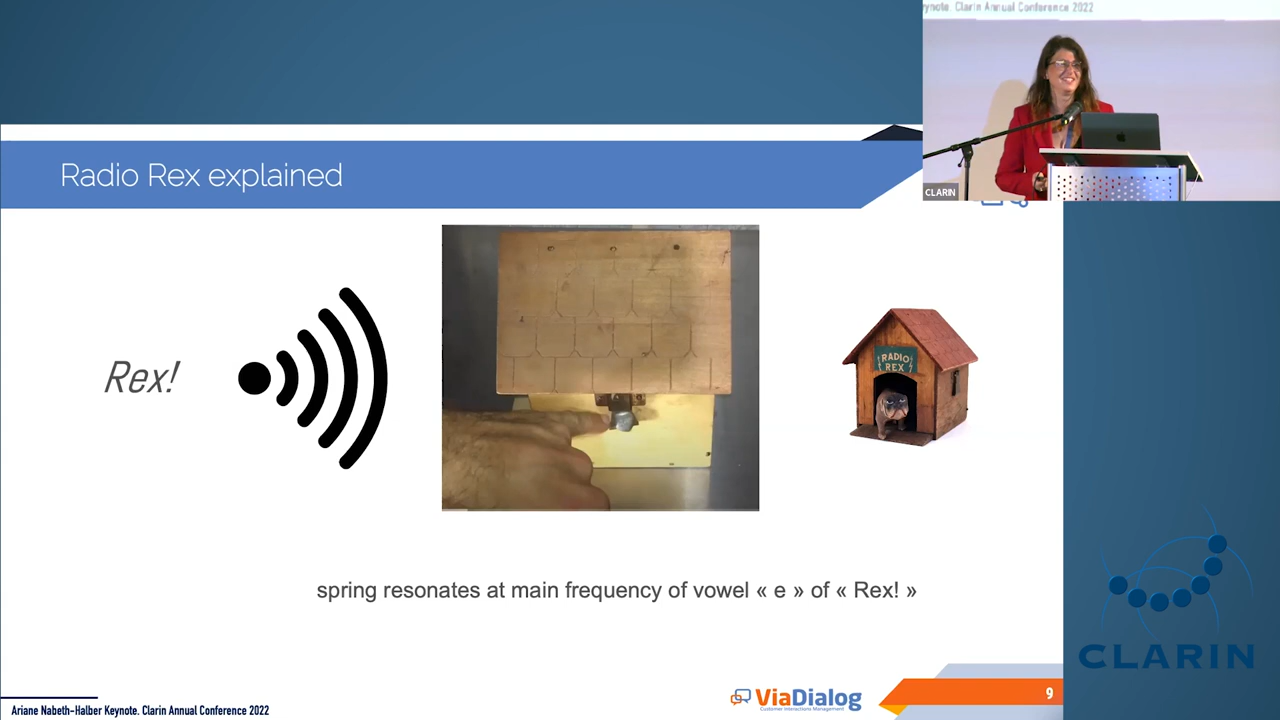 ynote. Clarin Annual Conference 2022
CLARIN
Radio Rex explained
Rex!
RADIO
REX
spring resonates at main frequency of vowel « e » of « Rex! »
CLARIN
Ariane Nabeth-Halber Keynote. Clarin Annual Conference 2022
ViaDialog
Customer Interactions Management
9